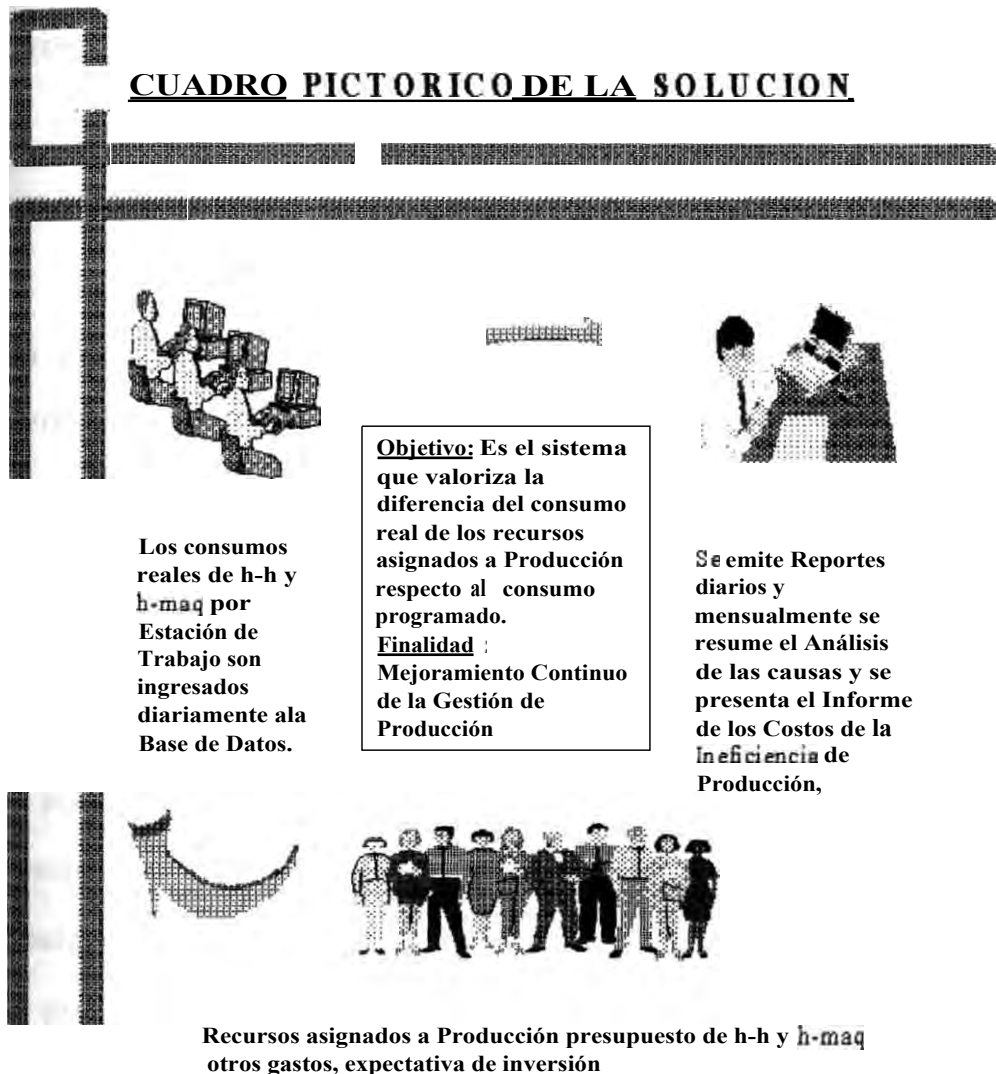 CUADRO PICTORICO DE LA SOLUCION
Los consumos
reales de h-h y
h-maq por
Estación de
Trabajo son
ingresados
diariamente ala
Base de Datos.
Objetivo: Es el sistema
que valoriza la
diferencia del consumo
real de los recursos
asignados a Producción
respecto al consumo
programado.
Finalidad :
Mejoramiento Continuo
de la Gestión de
Producción
Se emite Reportes
diarios y
mensualmente se
resume el Análisis
de las causas y se
presenta el Informe
de los Costos de la
Ineficiencia de
Producción,
Recursos asignados a Producción presupuesto de h-h y h-maq
otros gastos, expectativa de inversión